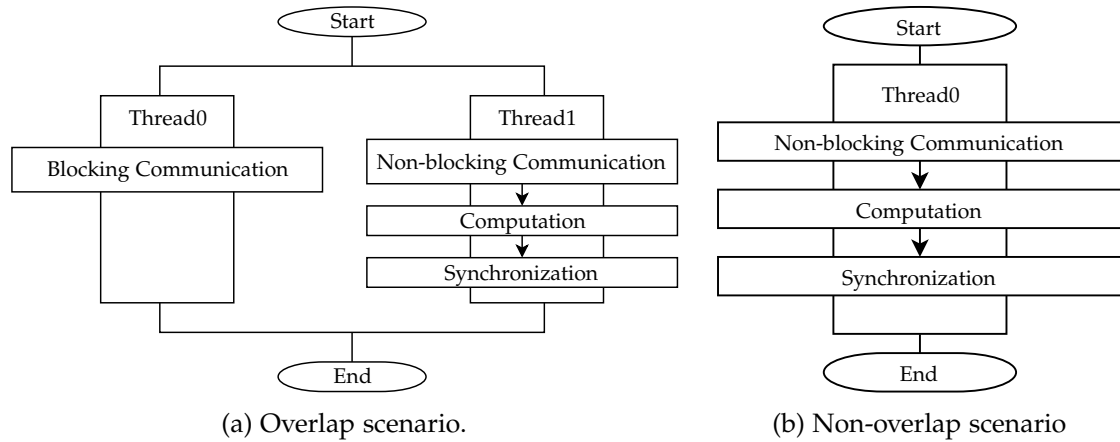 Start
Thread0
Thread1
Blocking Communication
Non-blocking Communication
Computation
Synchronization
End
(a) Overlap scenario.
Start
Thread0
Non-blocking Communication
Computation
Synchronization
End
(b) Non-overlap scenario